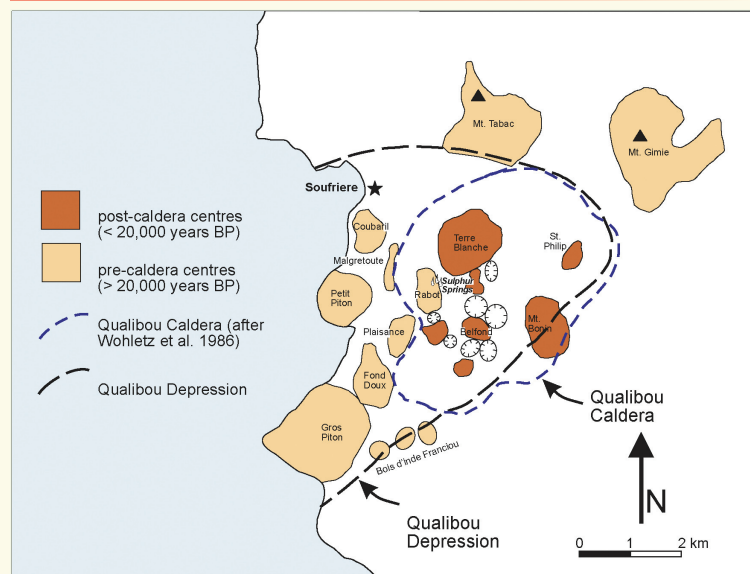 Mt. Tabac
Mt. Gimie
Soufriere
post-caldera centres
(< 20,000 years BP)
pre-caldera centres
(> 20,000 years BP)
Qualibou Caldera (after
Wohletz et al. 1986)
Qualibou Depression
Coubaril
Malgretoute
Terre
Blanche
St.
Philip
Sulphur
Springs
Petit
Piton
Rabot
Plaisance
Belfond
Mt.
Bonin
Fond
Doux
Gros
Piton
Bois d'Inde Franciou
Qualibou
Caldera
Qualibou
Depression
N
0 1 2 km